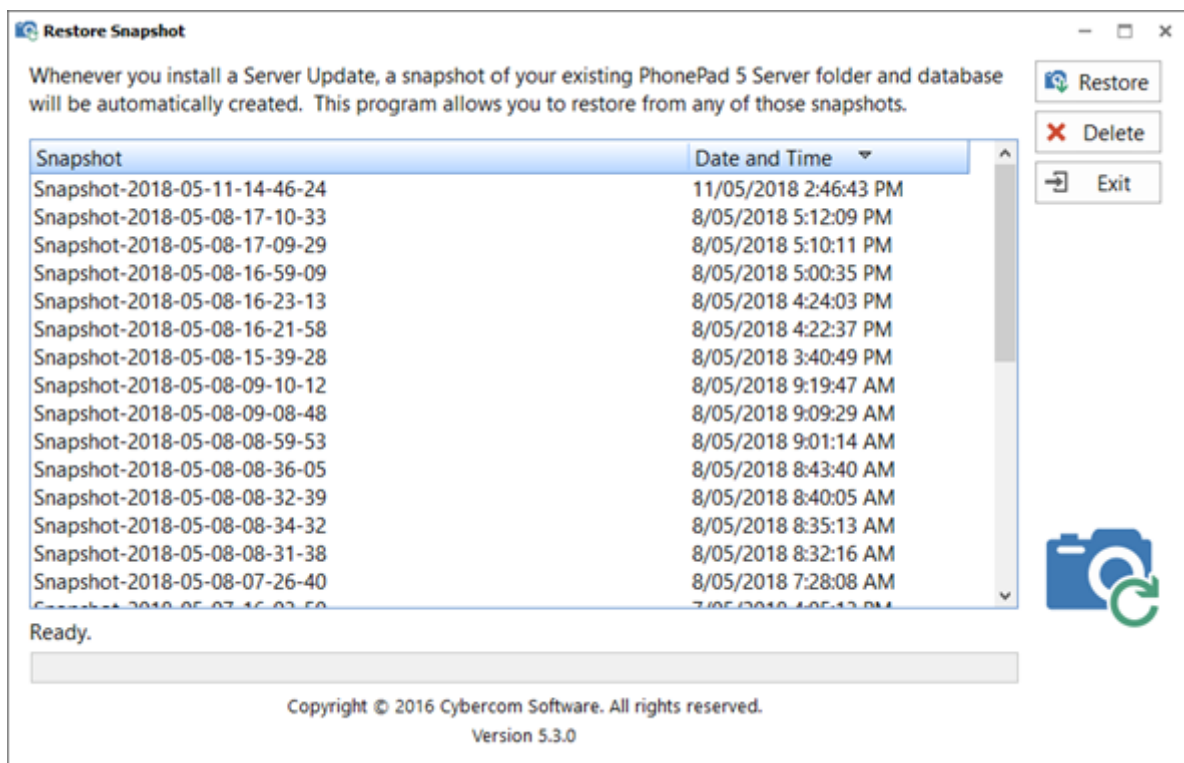 Restore Snapshot
Whenever you install a Server Update, a snapshot of your existing PhonePad 5 Server folder and database
will be automatically created.  This program allows you to restore from any of those snapshots.
Restore
Delete
Exit
Snapshot Date and Time
Snapshot-2018-05-11-14-46-24 11/05/2018 2:46:43 PM
Snapshot-2018-05-08-17-10-33 8/05/2018 5:12:09 PM
Snapshot-2018-05-08-17-09-29 8/05/2018 5:10:11 PM
Snapshot-2018-05-08-16-59-09 8/05/2018 5:00:35 PM
Snapshot-2018-05-08-16-23-13 8/05/2018 4:24:03 PM
Snapshot-2018-05-08-16-21-58 8/05/2018 4:22:37 PM
Snapshot-2018-05-08-15-39-28 8/05/2018 3:40:49 PM
Snapshot-2018-05-08-09-10-12 8/05/2018 9:19:47 AM
Snapshot-2018-05-08-09-08-48 8/05/2018 9:09:29 AM
Snapshot-2018-05-08-08-59-53 8/05/2018 9:01:14 AM
Snapshot-2018-05-08-08-36-05 8/05/2018 8:43:40 AM
Snapshot-2018-05-08-08-32-39 8/05/2018 8:40:05 AM
Snapshot-2018-05-08-08-34-32 8/05/2018 8:35:13 AM
Snapshot-2018-05-08-08-31-38 8/05/2018 8:32:16 AM
Snapshot-2018-05-08-07-26-40 8/05/2018 7:28:08 AM
Ready.
Copyright © 2016 Cybercom Software. All rights reserved.
Version 5.3.0